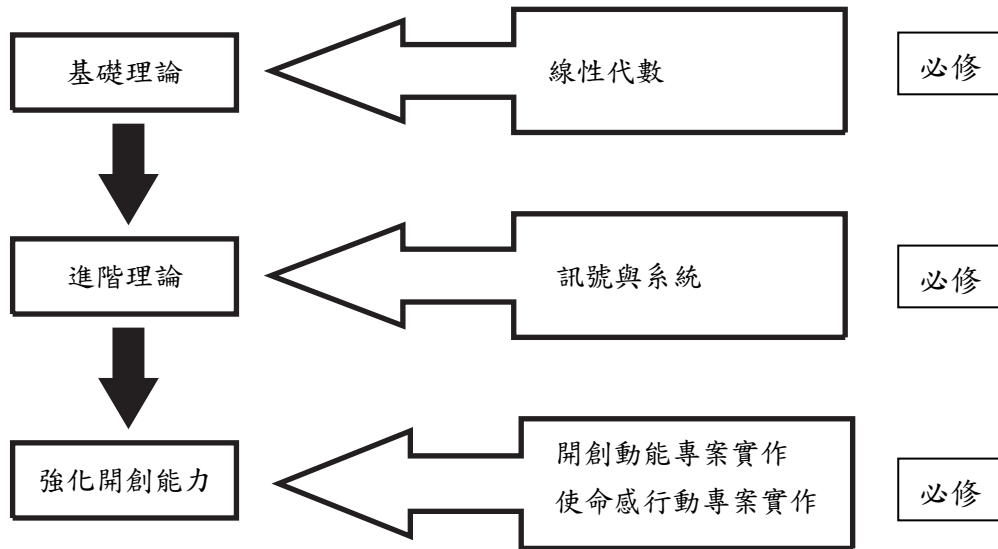 基礎理論
線性代數
必修
進階理論
訊號與系統
必修
強化開創能力
開創動能專案實作
使命感行動專案實作
必修